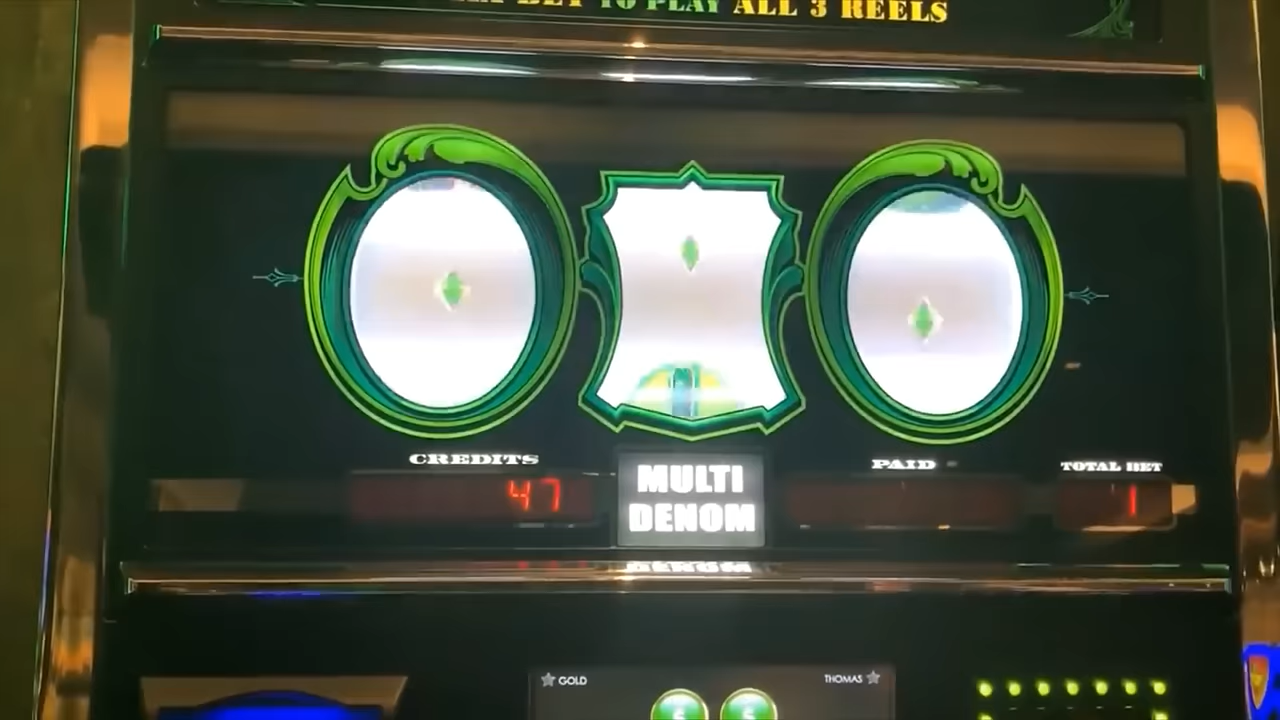 BET TO PLAY ALL 3 REELS
CREDITS
PAID
TOTAL BET
47
MULTI
DENOM
1
GOLD
THOMAS